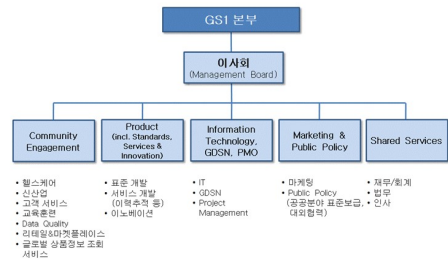 GS1 본부
이사회
(Management Board)
Community
Engagement
Product
(incl. Standards,
Services &
Innovation)
Information
Technology,
GDSN, PMO
Marketing &
Public Policy
Shared Services
• 헬스케어
• 신산업
• 고객 서비스
• 교육훈련
• Data Quality
• 리테일&마켓플레이스
• 글로벌 상품정보 조회
서비스
• 표준 개발
• 서비스 개발
(이력추적 등)
• 이노베이션
• IT
• GDSN
• Project
Management
• 마케팅
• Public Policy
(공공분야 표준보급,
대외협력)
• 재무/회계
• 법무
• 인사